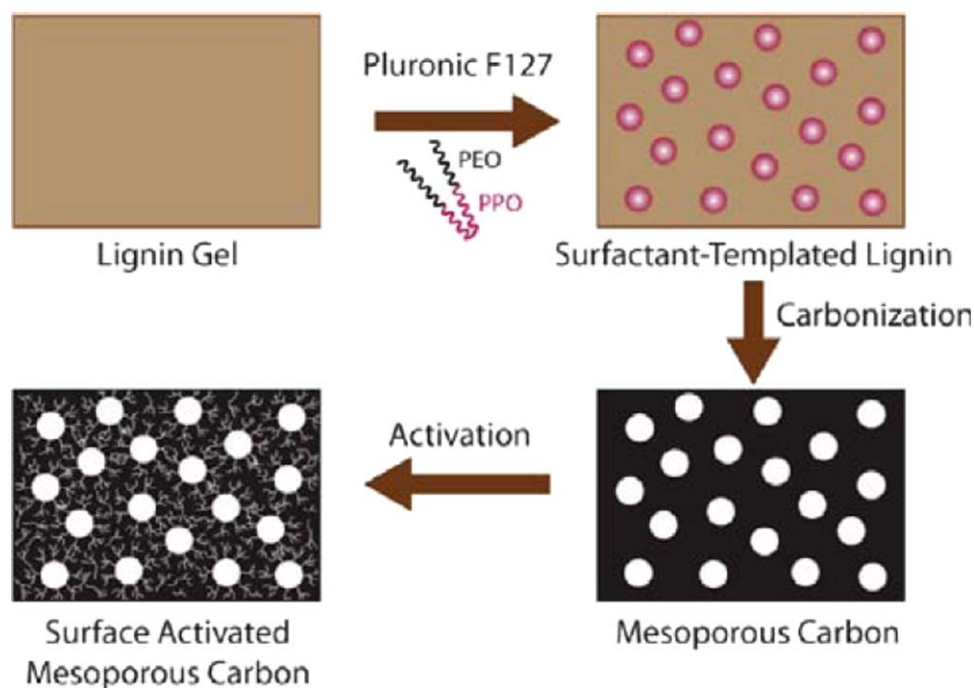 Pluronic F127
PEO
PPO
Lignin Gel
Surfactant-Templated Lignin
Carbonization
Activation
Surface Activated
Mesoporous Carbon
Mesoporous Carbon